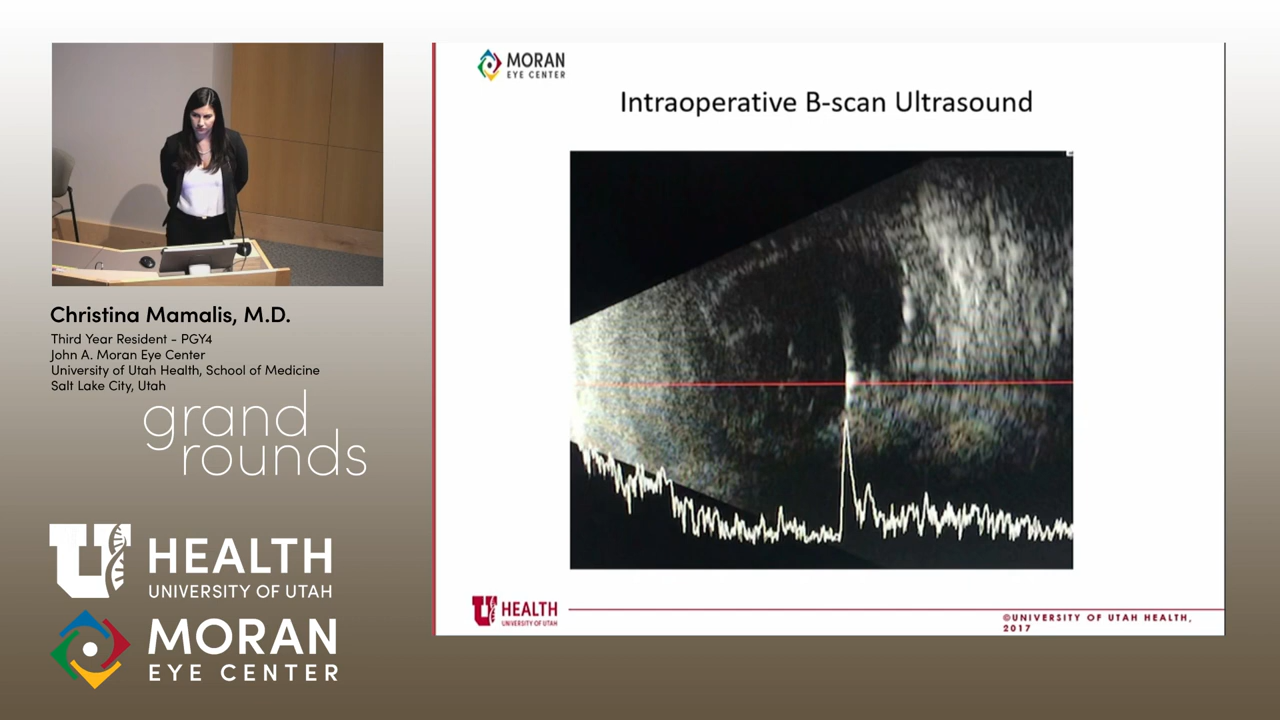 Christina Mamalis, M.D.
Third Year Resident - PGY4
John A. Moran Eye Center
University of Utah Health, School of Medicine
Salt Lake City, Utah
grand
rounds
U
HEALTH
UNIVERSITY OF UTAH
MORAN
EYE CENTER
MORAN
EYE CENTER
Intraoperative B-scan Ultrasound
U
HEALTH
UNIVERSITY OF UTAH
©UNIVERSITY OF UTAH HEALTH,
2017